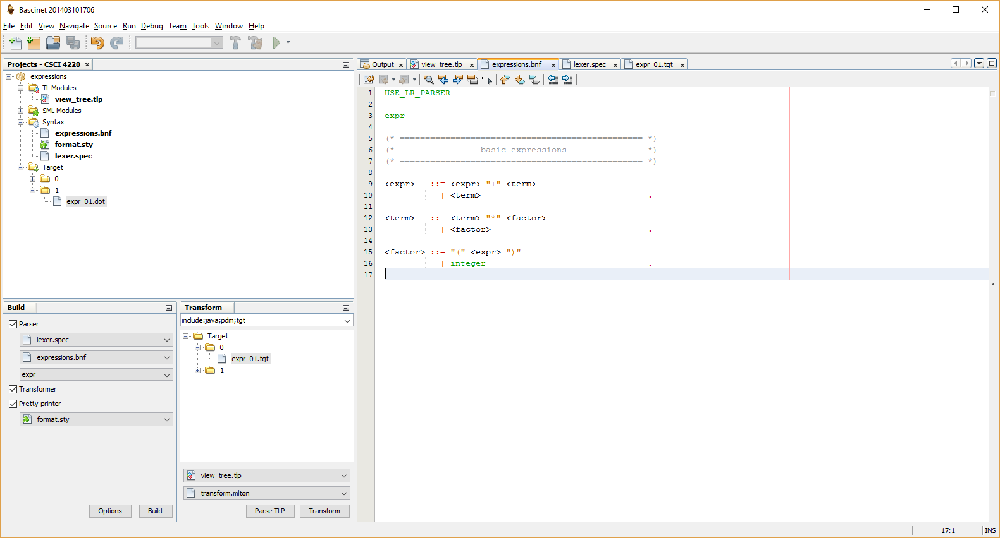 Bascinet 201403101706
File Edit View Navigate Source Run Debug Team Tools Window Help
Projects - CSCI 4220 ×
expressions
TL Modules
view_tree.tlp
SML Modules
Syntax
expressions.bnf
format.sty
lexer.spec
Target
0
1
expr_01.dot
Build
Parser
lexer.spec
expressions.bnf
expr
Transformer
Pretty-printer
format.sty
Options Build
Transform
include:java;pdm;tgt
Target
0
expr_01.tgt
1
view_tree.tlp
transform.mlton
Parse TLP Transform
Output × view_tree.tlp × expressions.bnf × lexer.spec × expr_01.tgt ×
1 USE_LR_PARSER
2
3 expr
4
5 (* ================================================ *)
6 (* basic expressions *)
7 (* ================================================ *)
8
9 <expr> ::= <expr> "+" <term>
10 | <term> .
11
12 <term> ::= <term> "*" <factor>
13 | <factor> .
14
15 <factor> ::= "(" <expr> ")"
16 | integer .
17
17:1 INS